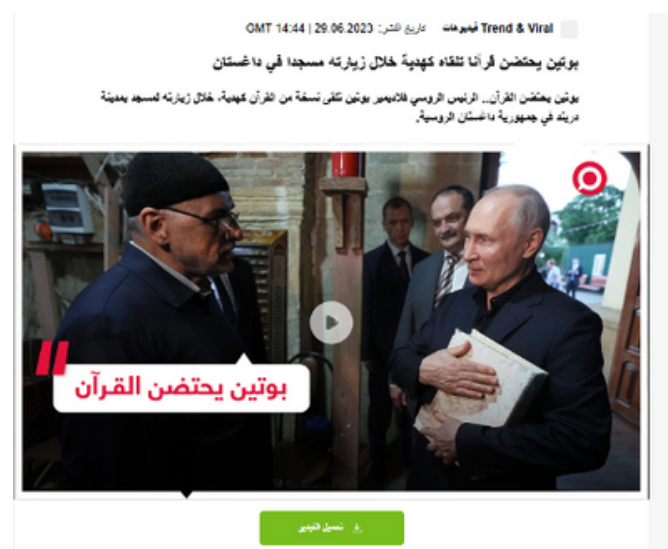 Trend & Viral فيديوهات تاريخ النشر: 29.06.2023 | 14:44 GMT
بوتين يحتضن قرآنا تلقاه كهدية خلال زيارته مسجدا في داغستان
بوتين يحتضن القرآن.. الرئيس الروسي فلاديمير بوتين تلقى نسخة من القرآن كهدية، خلال زيارته لمسجد بمدينة
دربند في جمهورية داغستان الروسية.
بوتين يحتضن القرآن
تحميل الفيديو